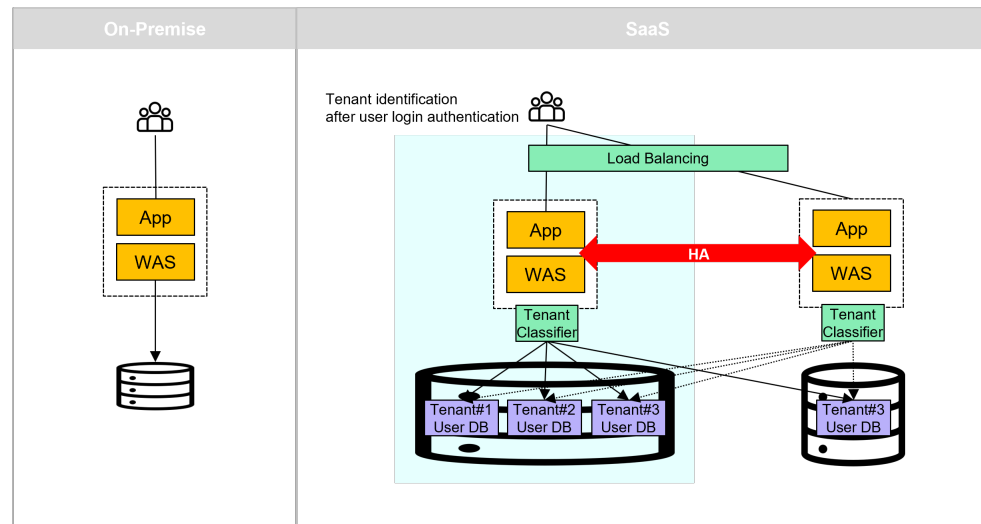 On-Premise
SaaS
Tenant identification
after user login authentication
Load Balancing
App
WAS
App
WAS
HA
App
WAS
Tenant
Classifier
Tenant
Classifier
Tenant#1
User DB
Tenant#2
User DB
Tenant#3
User DB
Tenant#3
User DB